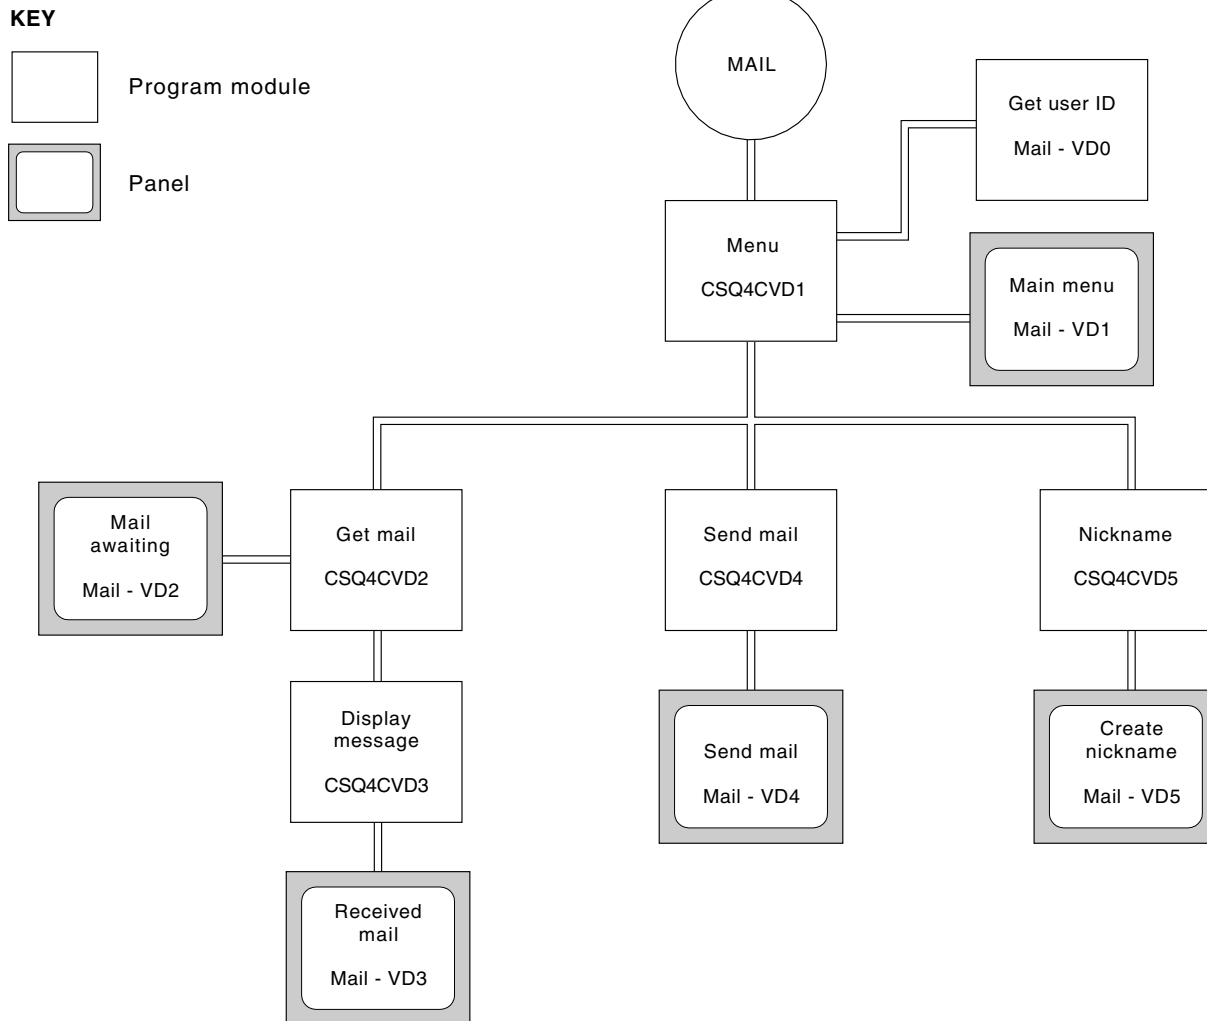 KEY
Program module
Panel
MAIL
Get user ID
Mail - VD0
Menu
CSQ4CVD1
Main menu
Mail - VD1
Mail
awaiting
Mail - VD2
Get mail
CSQ4CVD2
Send mail
CSQ4CVD4
Nickname
CSQ4CVD5
Display
message
CSQ4CVD3
Send mail
Mail - VD4
Create
nickname
Mail - VD5
Received
mail
Mail - VD3